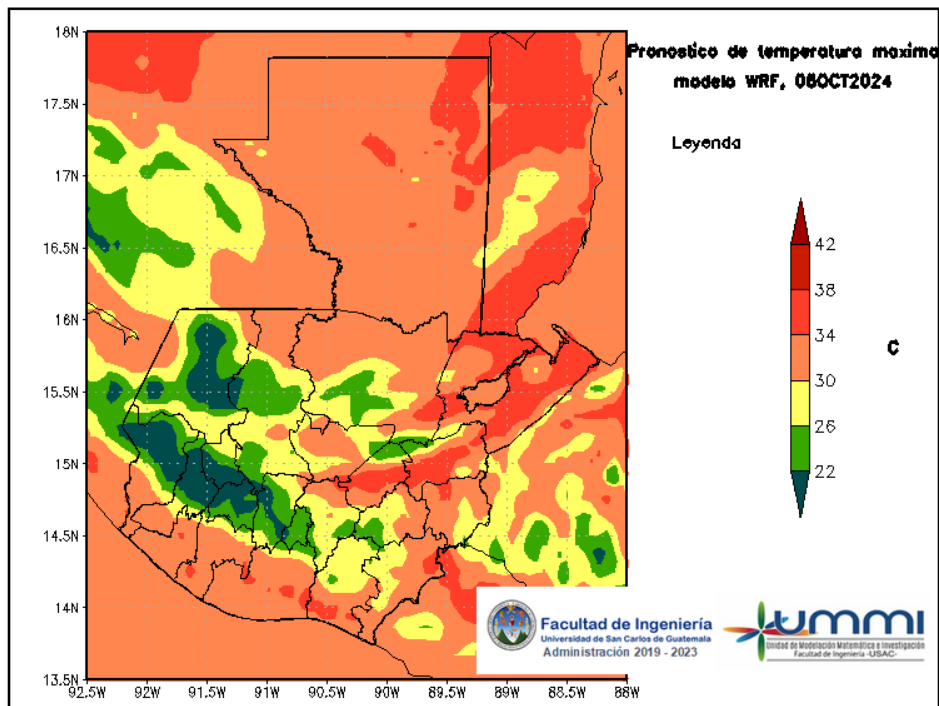 Pronostico de temperatura maxima
modelo WRF, 08OCT2024
Leyenda
42
38
34
30
26
22
C
18N
17.5N
17N
16.5N
16N
15.5N
15N
14.5N
14N
13.5N
92.5W 92W 91.5W 91W 90.5W 90W 89.5W 89W 88.5W 88W
Facultad de Ingeniería
Universidad de San Carlos de Guatemala
Administración 2019 - 2023
UMMI
Unidad de Modelación Matemática e Investigación
Facultad de Ingeniería -USAC-